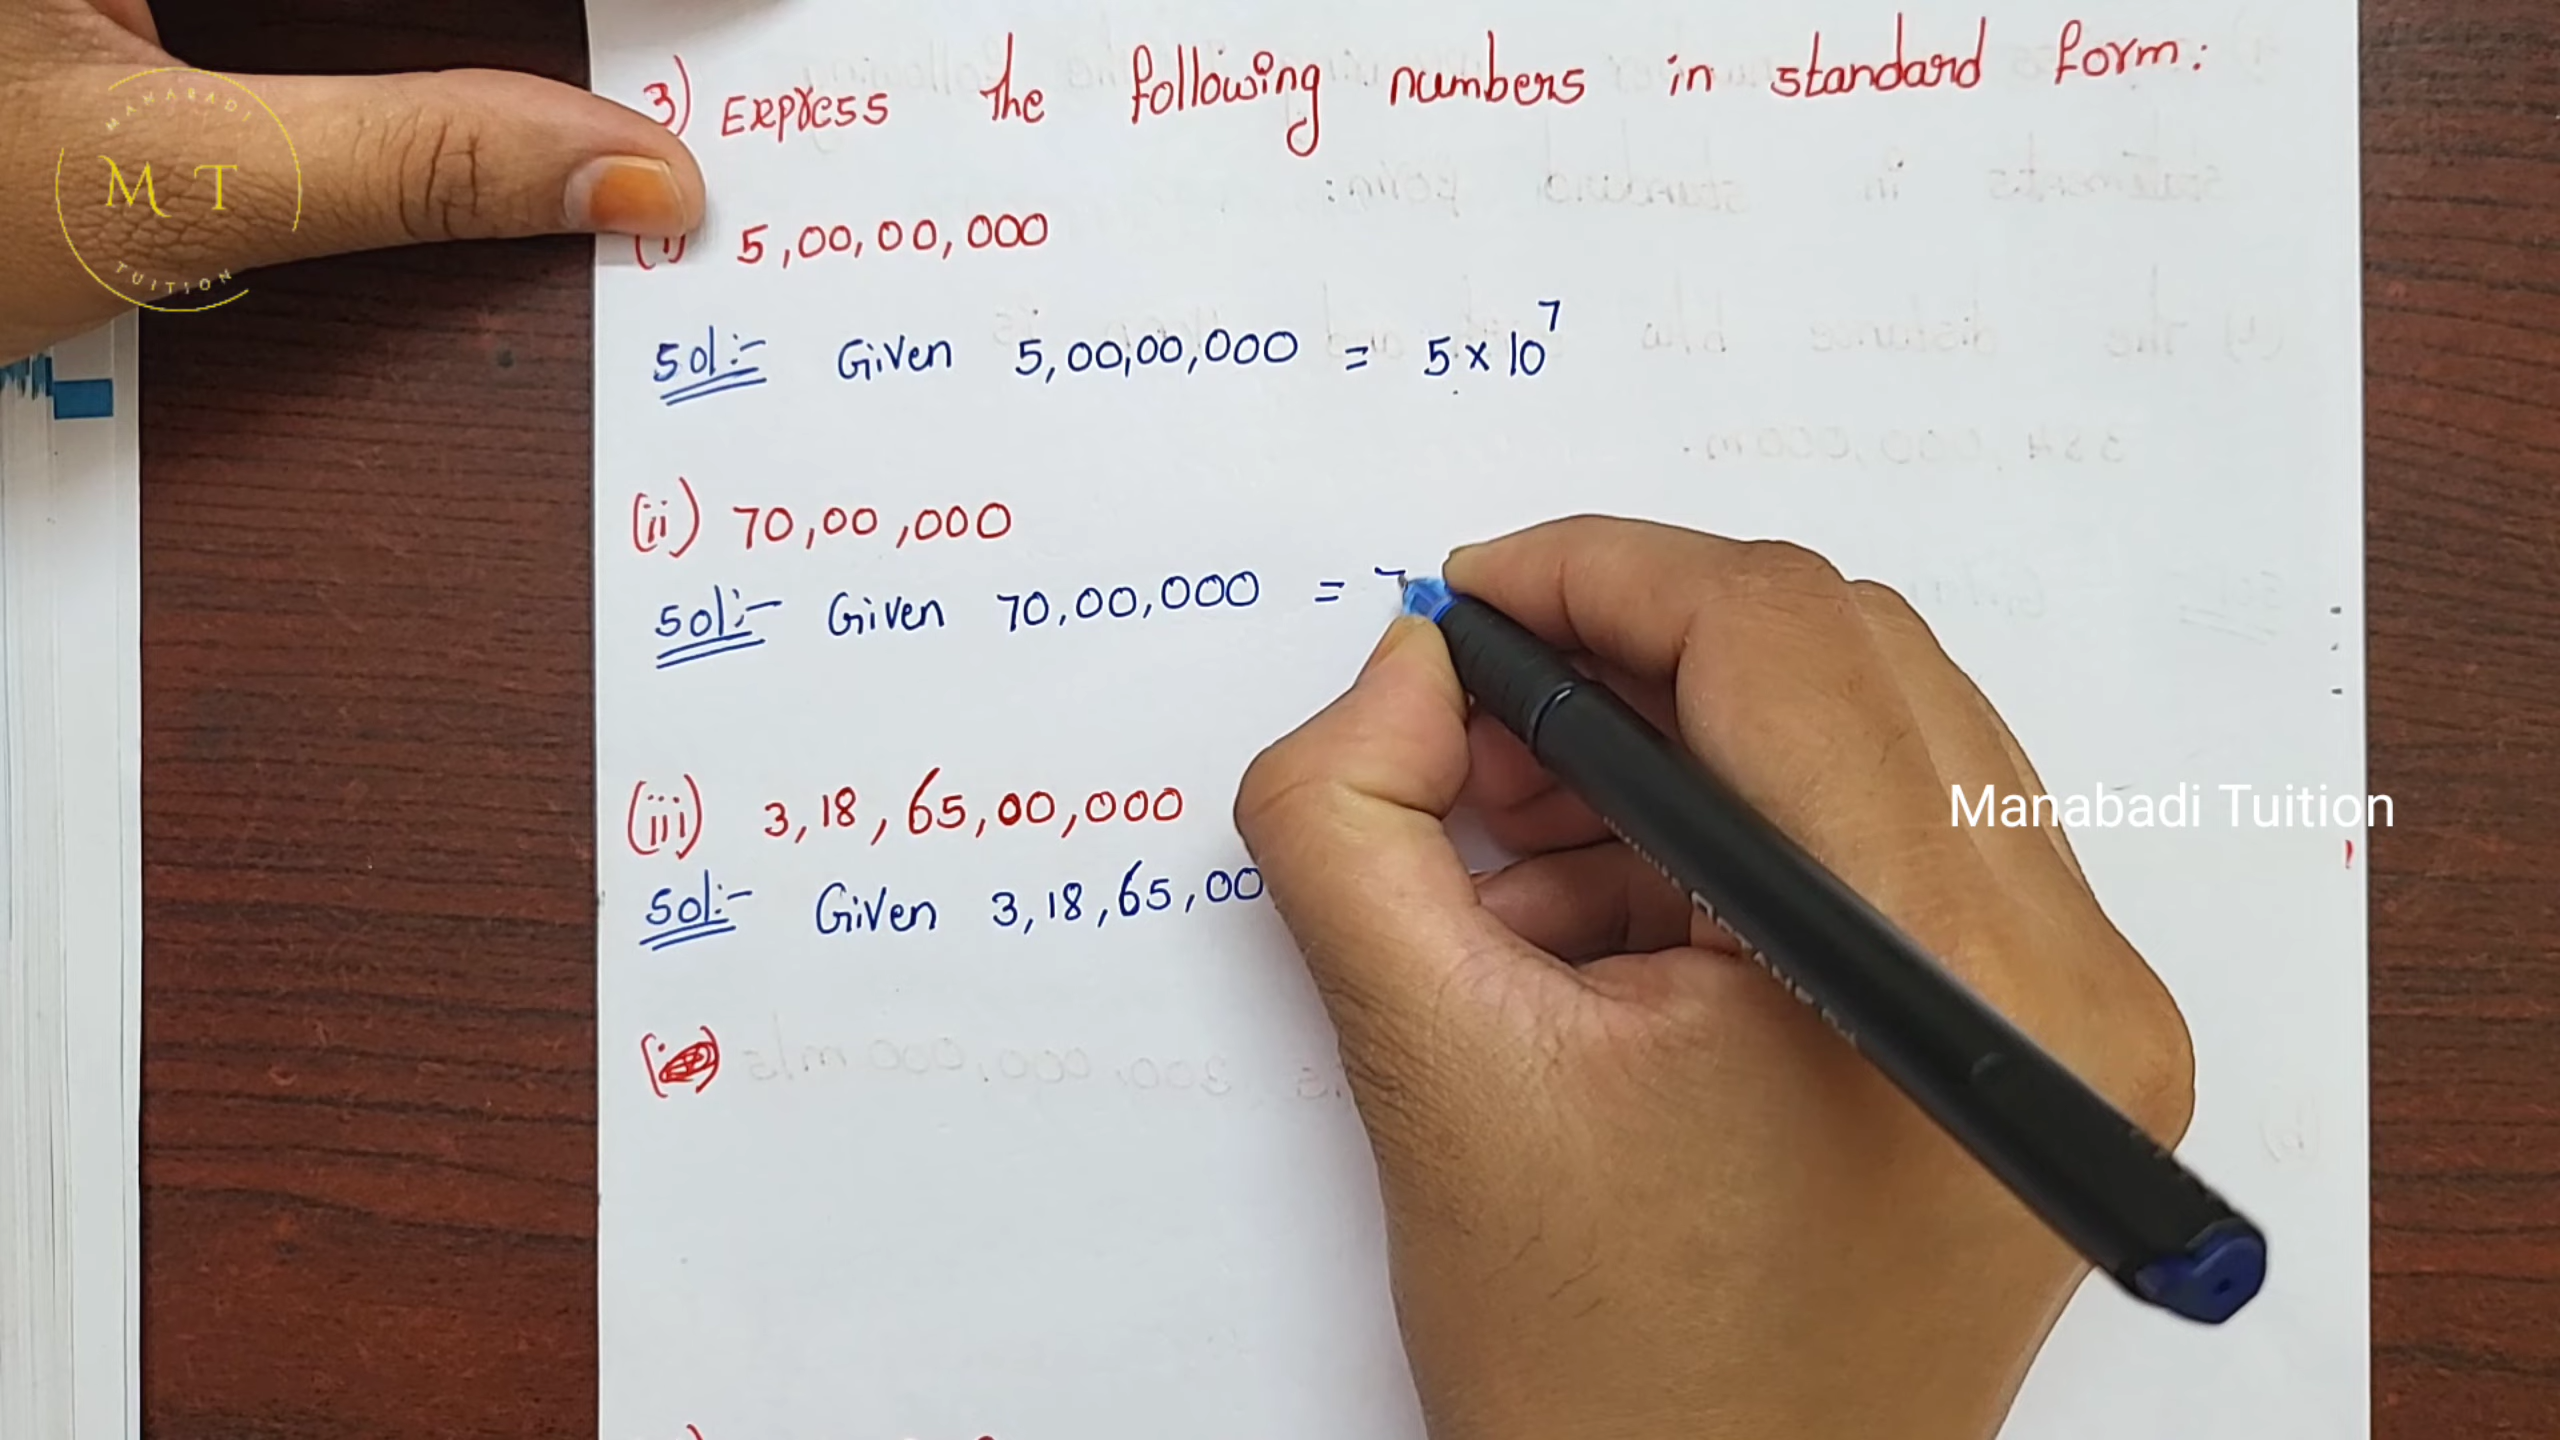 MANABADI
M T
TUITION
3) Express the following numbers in standard form:
(i) 5,00,00,000
Sol:- Given 5,00,00,000 = 5 × 10⁷
(ii) 70,00,000
Sol:- Given 70,00,000 = 7
(iii) 3,18,65,00,000
Sol:- Given 3,18,65,00
Manabadi Tuition